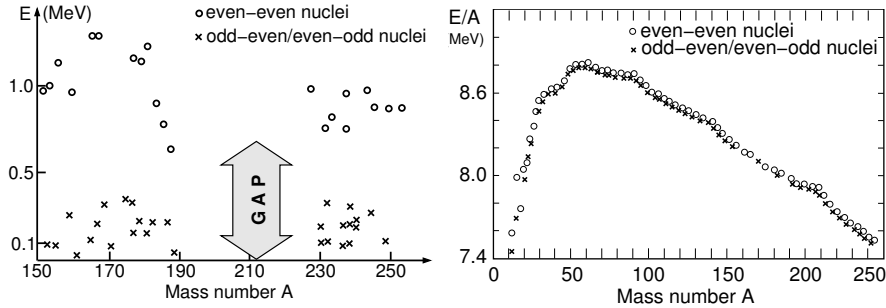 E (MeV)
even−even nuclei
odd−even/even−odd nuclei
1.0
0.5
0.1
GAP
150 170 190 210 230 250
Mass number A
E/A
MeV)
even−even nuclei
odd−even/even−odd nuclei
8.6
8.0
7.4
0 50 100 150 200 250
Mass number A